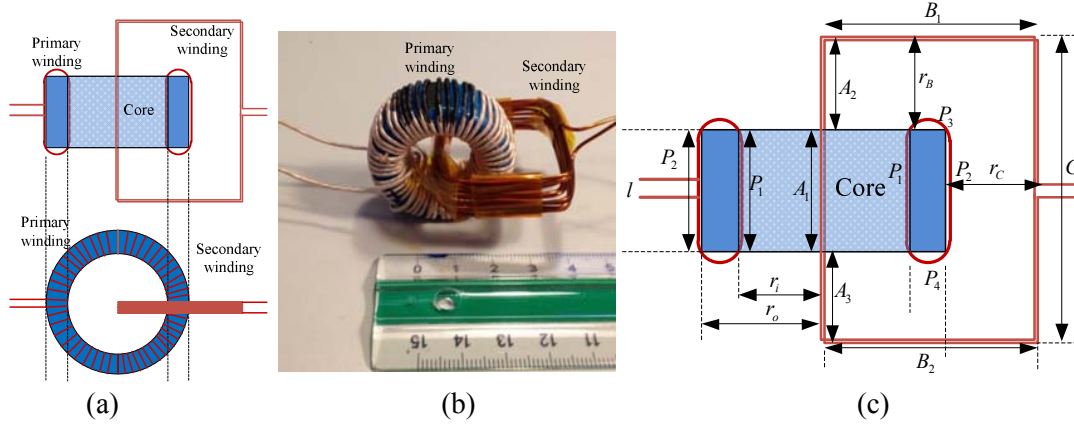 Primary
winding
Secondary
winding
Core
Primary
winding
Secondary
winding
(a)
Primary
winding
Secondary
winding
0 1 2 3 4 5
15 14 13 12 11
(b)
B1
A2
rB
P3
P2
P1
A1
Core
P1
P2
rC
l
P4
A3
ri
ro
B2
(c)